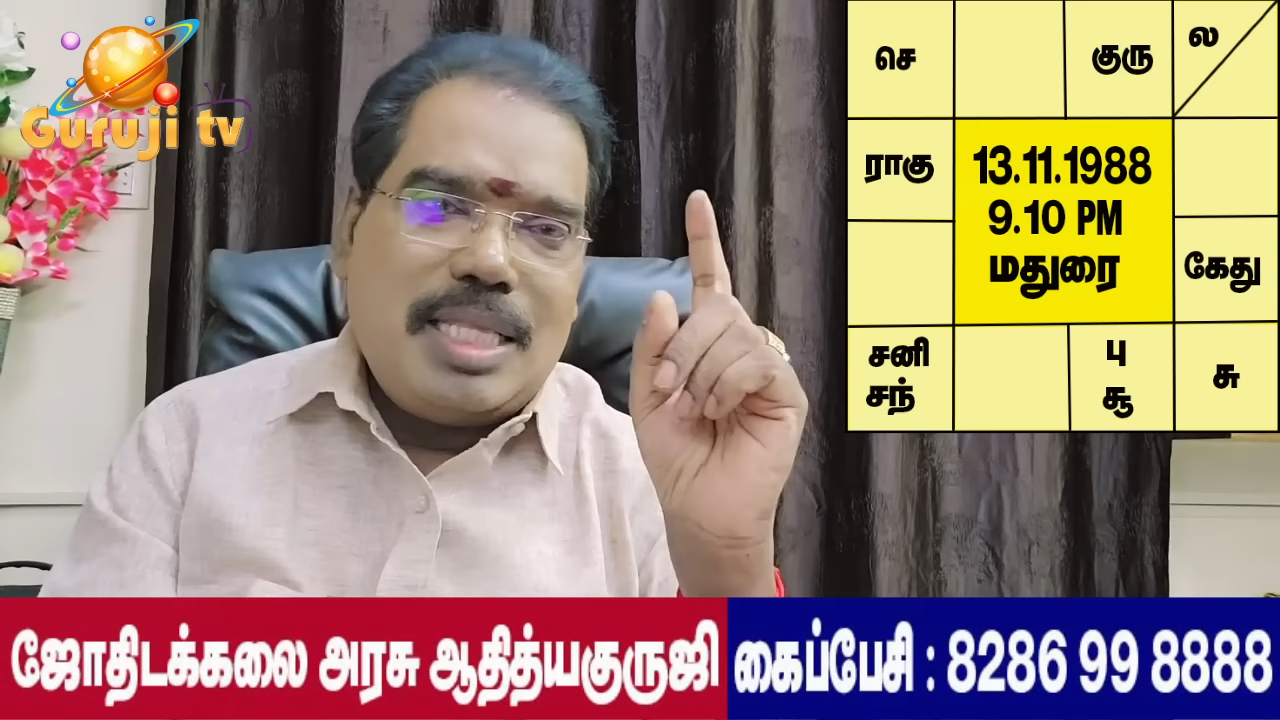 Guruji tv
செ
குரு
ல
ராகு
13.11.1988
9.10 PM
மதுரை
கேது
சனி
சந்
பு
சூ
சு
ஜோதிடக்கலை அரசு ஆதித்யகுருஜி
கைப்பேசி : 8286 99 8888